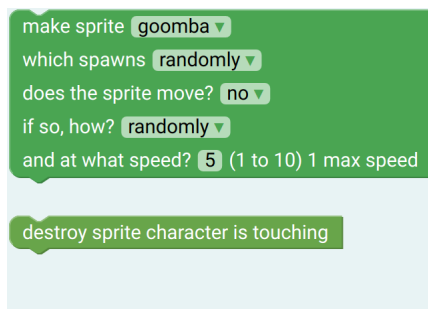 make sprite goomba ▾
which spawns randomly ▾
does the sprite move? no ▾
if so, how? randomly ▾
and at what speed? 5 (1 to 10) 1 max speed
destroy sprite character is touching